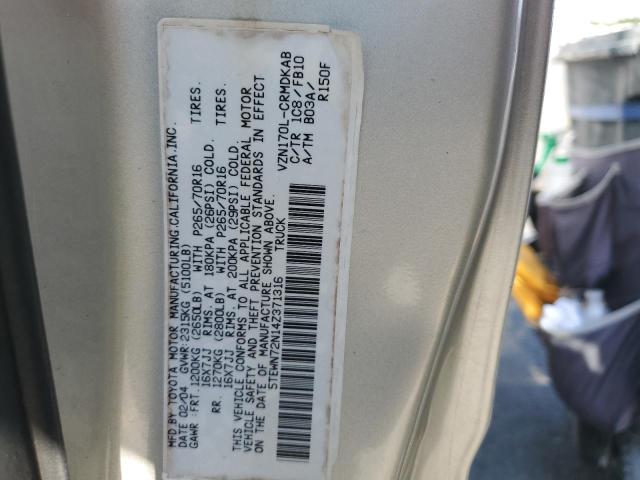 MFD BY TOYOTA MOTOR MANUFACTURING CALIFORNIA, INC.
DATE 02/04 GVWR:2315KG (5100LB)
GAWR :FRT.1200KG (2650LB) WITH P265/70R16 TIRES.
16X7JJ RIMS. AT 180KPA (26PSI) COLD.
RR. 1270KG (2800LB) WITH P265/70R16 TIRES.
16X7JJ RIMS. AT 200KPA (29PSI) COLD.
THIS VEHICLE CONFORMS TO ALL APPLICABLE FEDERAL MOTOR
VEHICLE SAFETY AND THEFT PREVENTION STANDARDS IN EFFECT
ON THE DATE OF MANUFACTURE SHOWN ABOVE.
5TEWN72N14Z371316 TRUCK
VZN170L-CRMDKAB
C/TR 1C8/FB10
A/TM B03A/
R150F